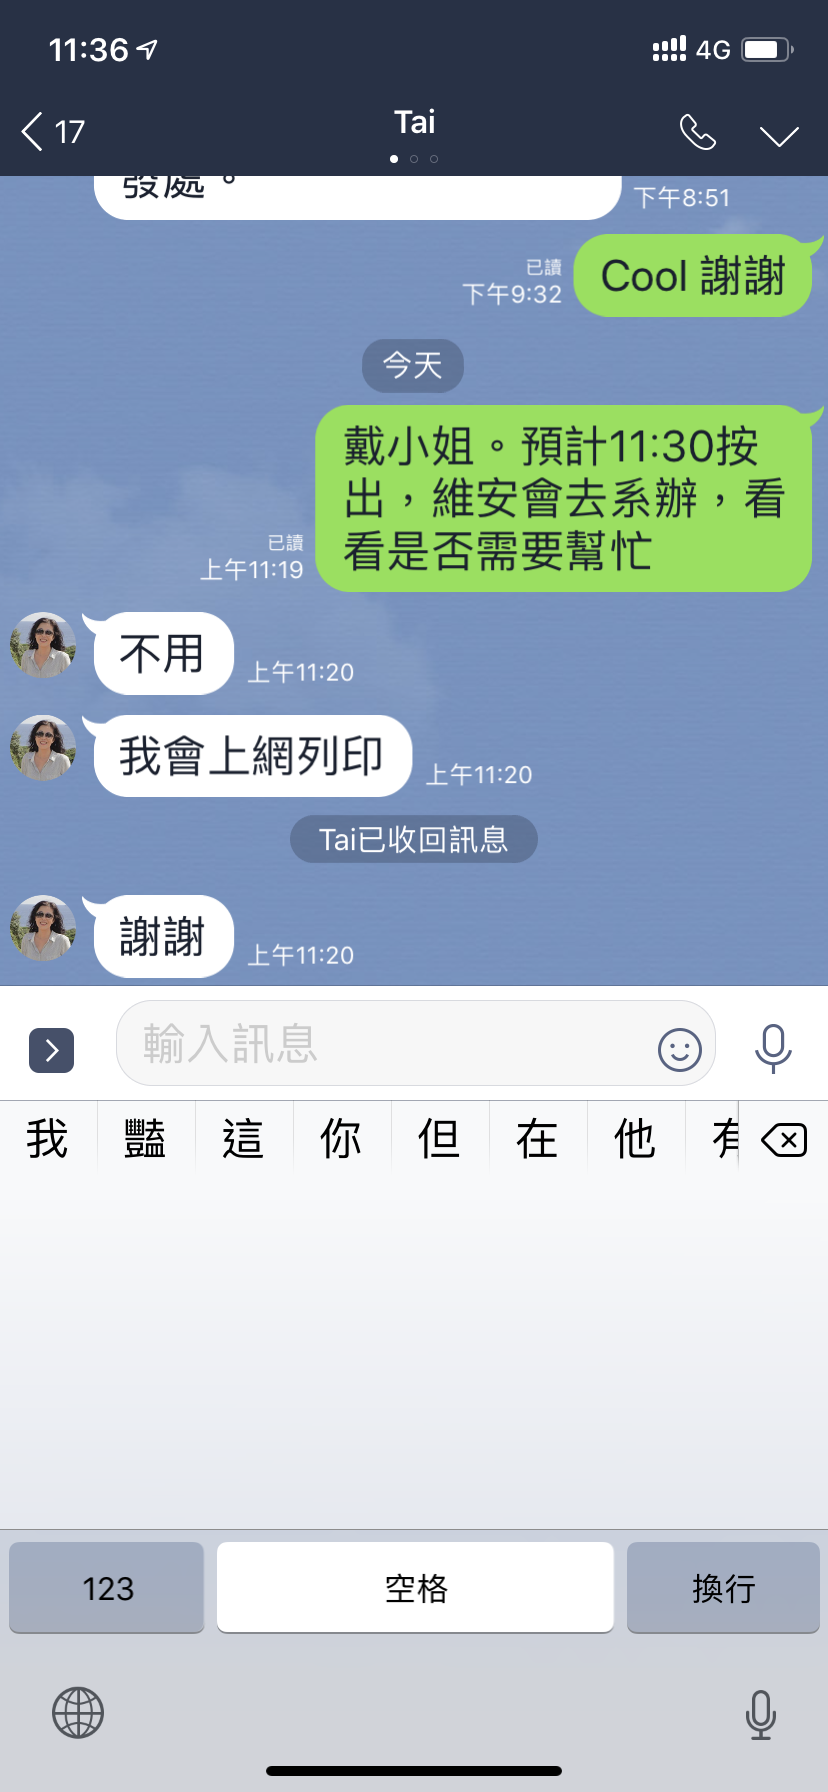 11:36
4G
17
Tai
發處。
下午8:51
已讀
下午9:32
Cool 謝謝
今天
戴小姐。預計11:30按
出，維安會去系辦，看
看是否需要幫忙
已讀
上午11:19
不用
上午11:20
我會上網列印
上午11:20
Tai已收回訊息
謝謝
上午11:20
輸入訊息
我 豔 這 你 但 在 他 有
123
空格
換行